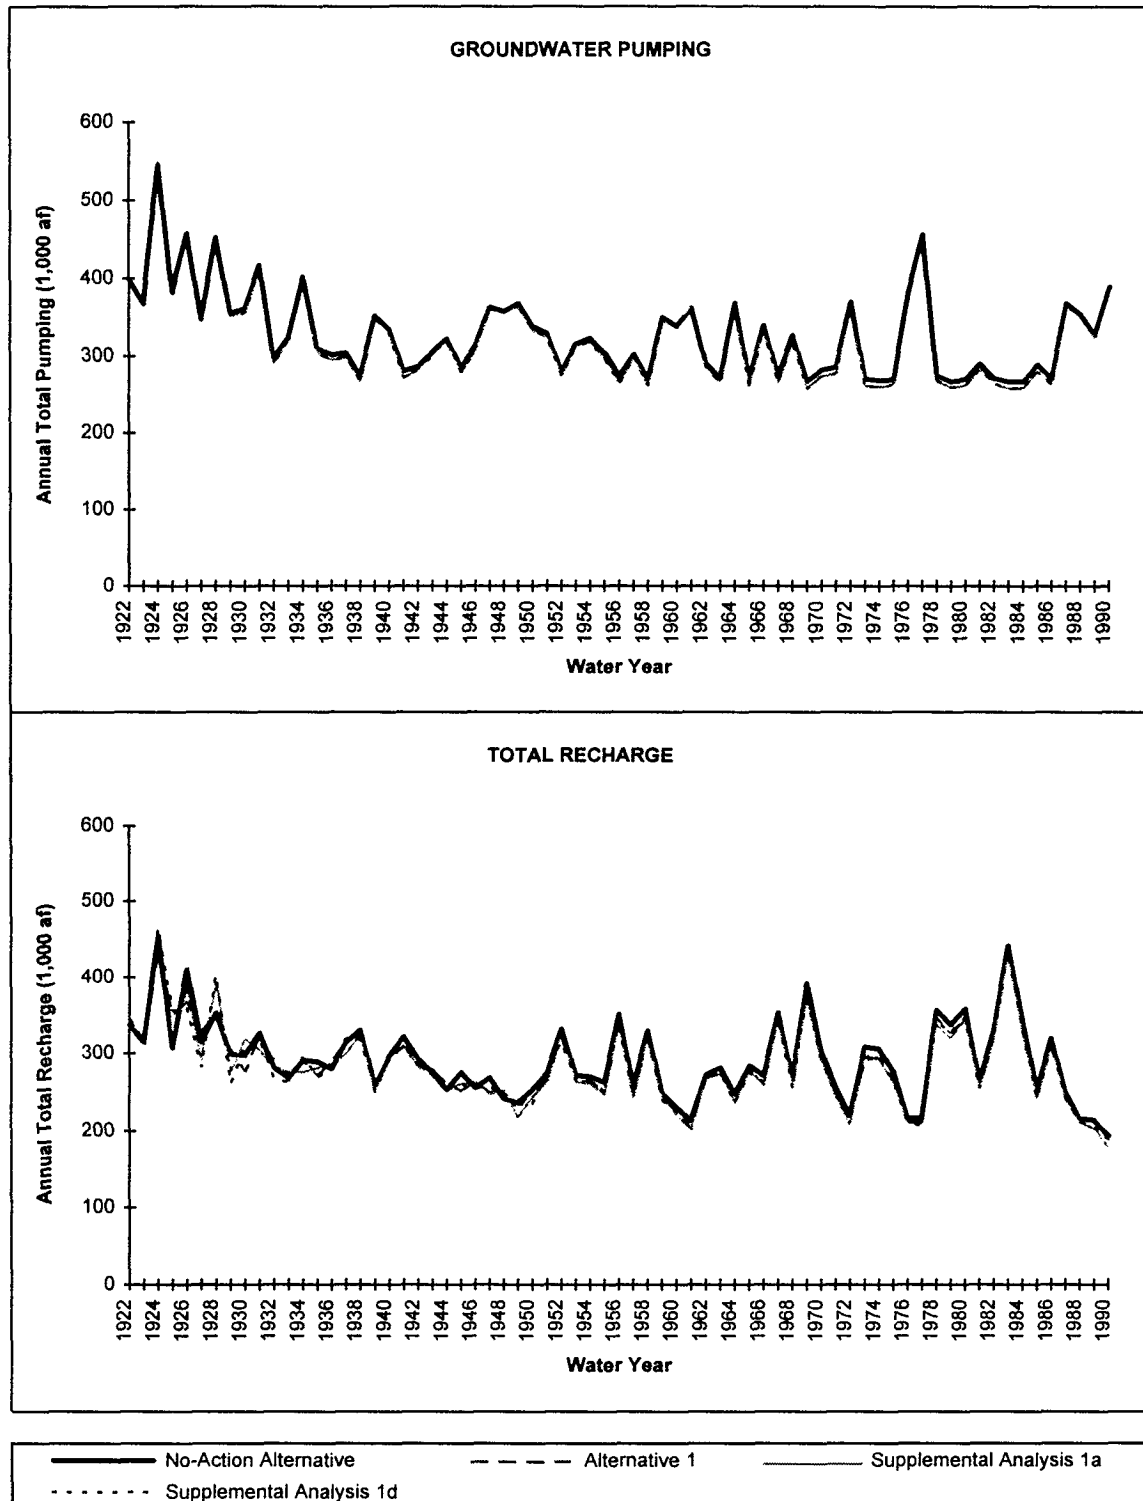 GROUNDWATER PUMPING
Annual Total Pumping (1,000 af)
600
500
400
300
200
100
0
1922 1924 1926 1928 1930 1932 1934 1936 1938 1940 1942 1944 1946 1948 1950 1952 1954 1956 1958 1960 1962 1964 1966 1968 1970 1972 1974 1976 1978 1980 1982 1984 1986 1988 1990
Water Year
TOTAL RECHARGE
Annual Total Recharge (1,000 af)
600
500
400
300
200
100
0
1922 1924 1926 1928 1930 1932 1934 1936 1938 1940 1942 1944 1946 1948 1950 1952 1954 1956 1958 1960 1962 1964 1966 1968 1970 1972 1974 1976 1978 1980 1982 1984 1986 1988 1990
Water Year
No-Action Alternative Alternative 1 Supplemental Analysis 1a
Supplemental Analysis 1d